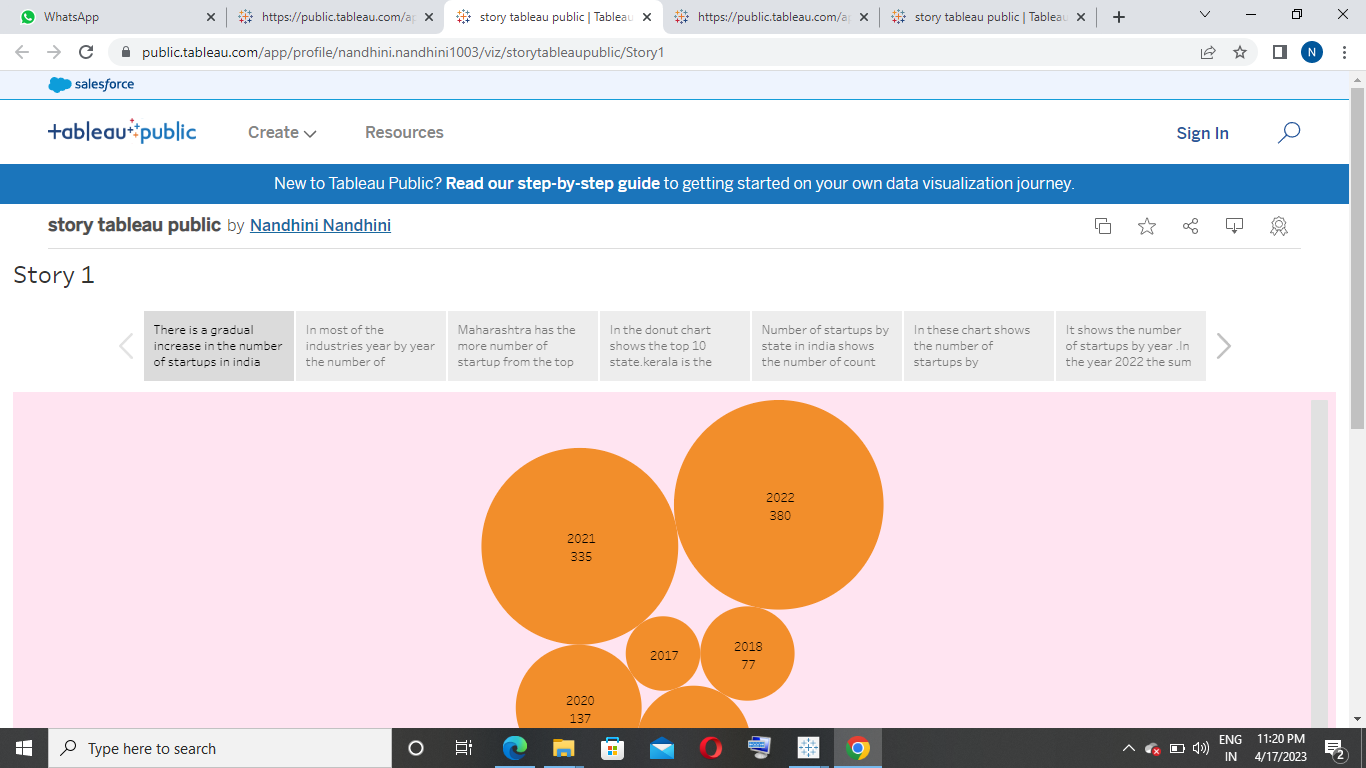 WhatsApp
https://public.tableau.com/a
story tableau public | Tableau
https://public.tableau.com/a
story tableau public | Tableau
public.tableau.com/app/profile/nandhini.nandhini1003/viz/storytableaupublic/Story1
N
salesforce
+ableau public
Create
Resources
Sign In
New to Tableau Public? Read our step-by-step guide to getting started on your own data visualization journey.
story tableau public by Nandhini Nandhini
Story 1
There is a gradual
increase in the number
of startups in india
In most of the
industries year by year
the number of
Maharashtra has the
more number of
startup from the top
In the donut chart
shows the top 10
state.kerala is the
Number of startups by
state in india shows
the number of count
In these chart shows
the number of
startups by
It shows the number
of startups by year .In
the year 2022 the sum
2022
380
2021
335
2017
2018
77
2020
137
Type here to search
ENG
IN
11:20 PM
4/17/2023
2